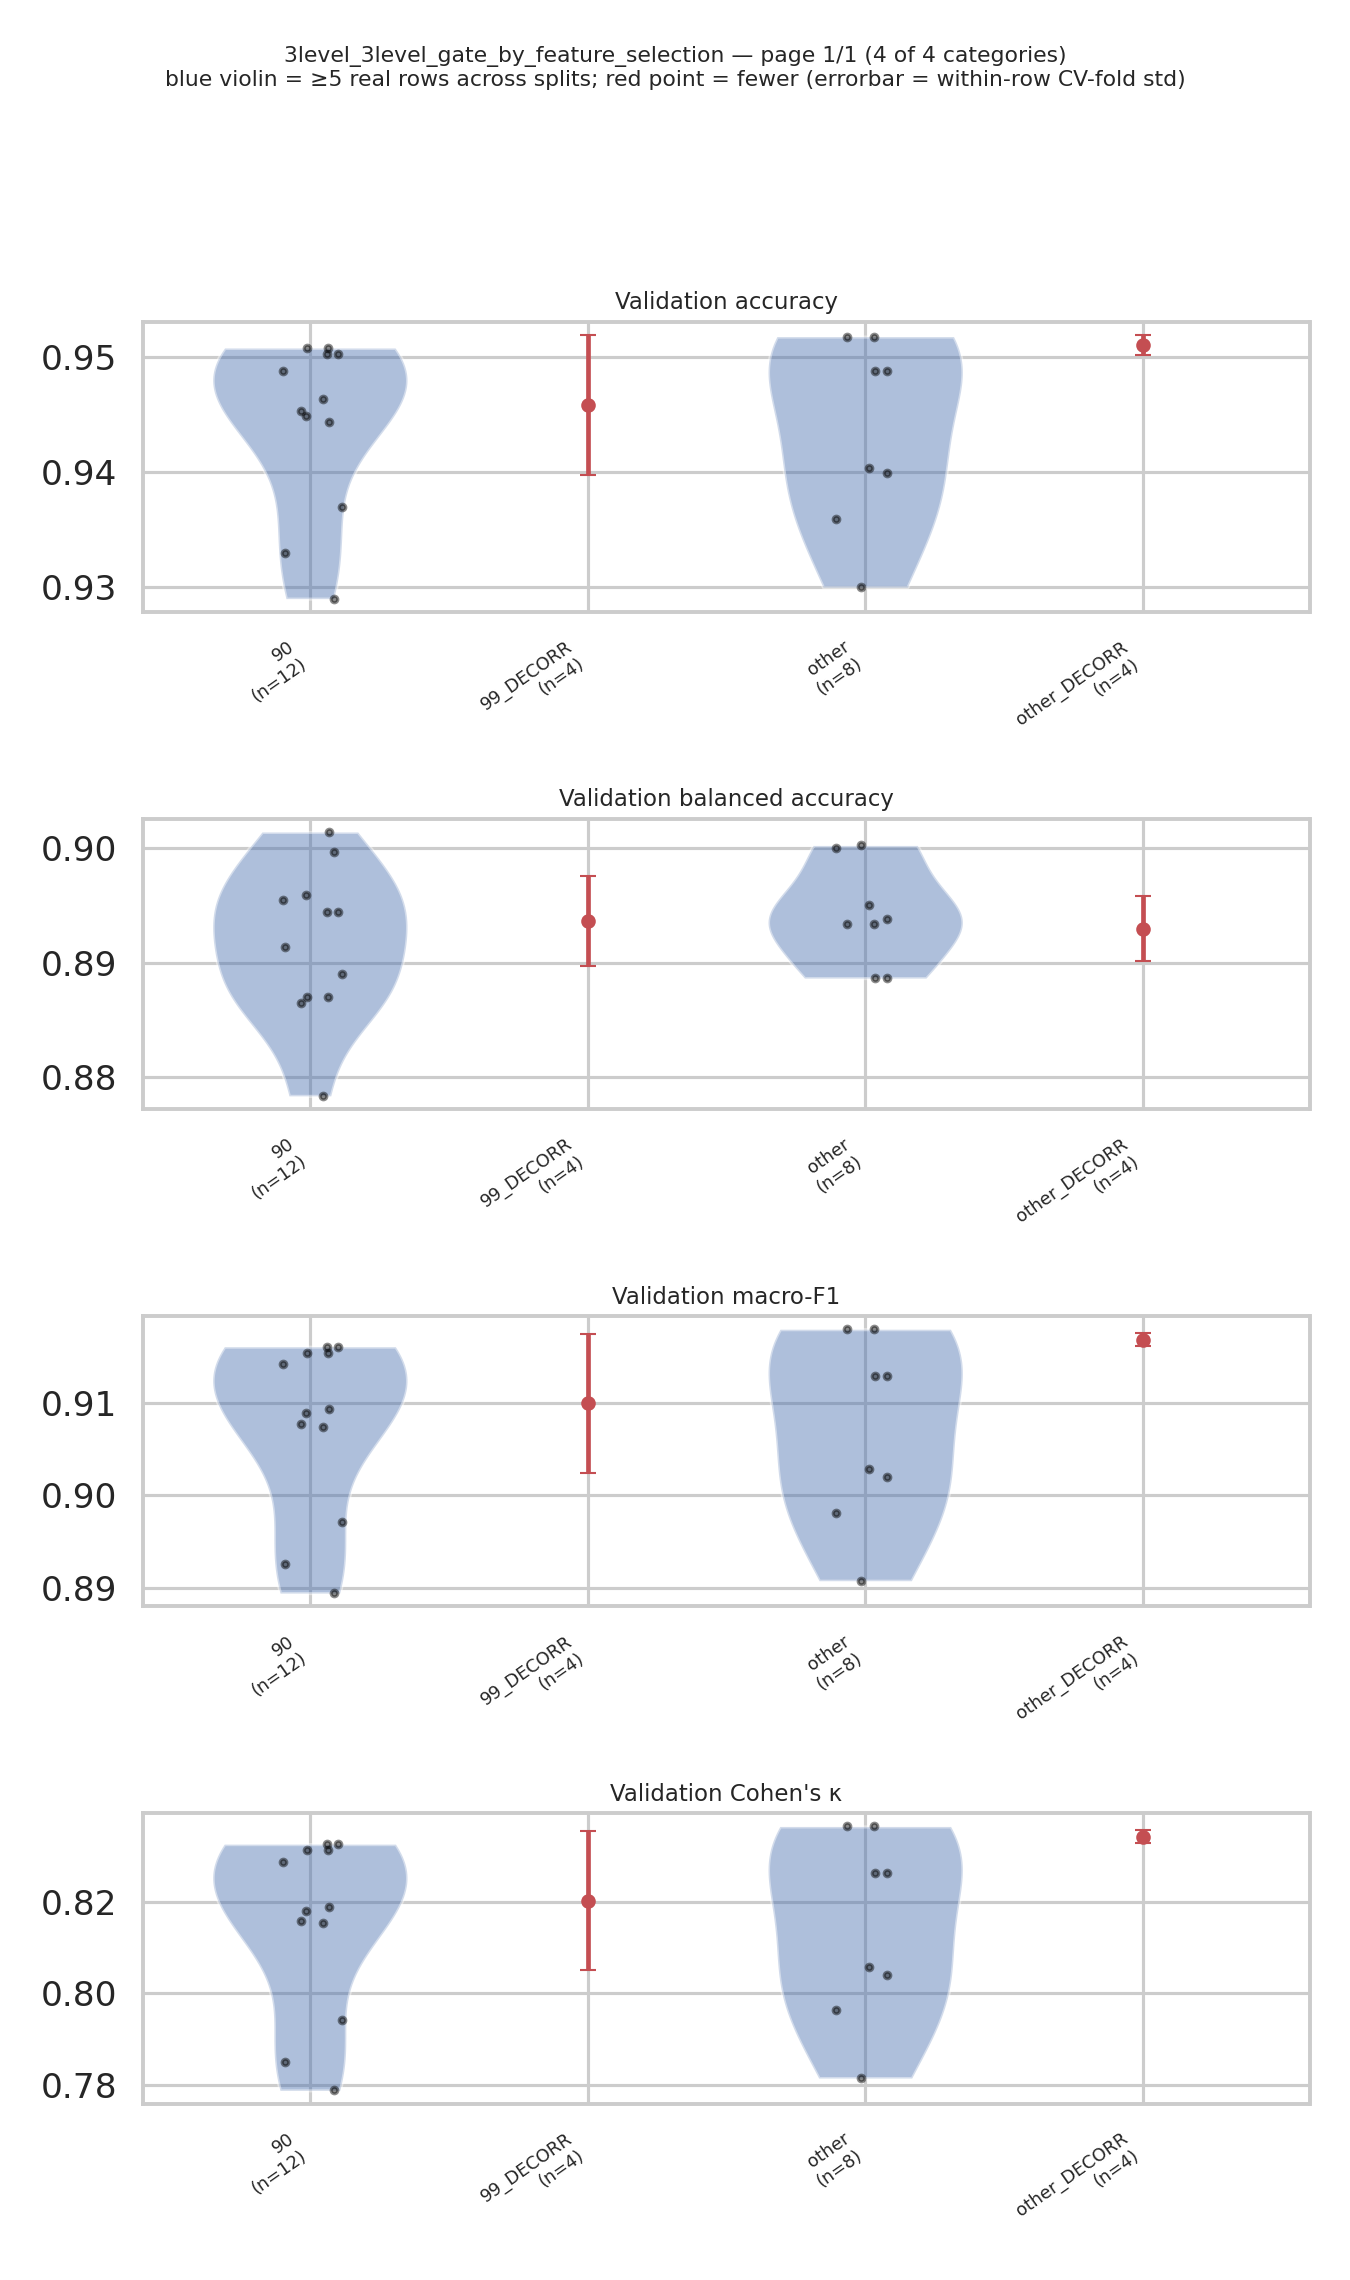 3level_3level_gate_by_feature_selection — page 1/1 (4 of 4 categories)
blue violin = ≥5 real rows across splits; red point = fewer (errorbar = within-row CV-fold std)
Validation accuracy
0.95
0.94
0.93
90
(n=12)
99_DECORR
(n=4)
other
(n=8)
other_DECORR
(n=4)
Validation balanced accuracy
0.90
0.89
0.88
90
(n=12)
99_DECORR
(n=4)
other
(n=8)
other_DECORR
(n=4)
Validation macro-F1
0.91
0.90
0.89
90
(n=12)
99_DECORR
(n=4)
other
(n=8)
other_DECORR
(n=4)
Validation Cohen's κ
0.82
0.80
0.78
90
(n=12)
99_DECORR
(n=4)
other
(n=8)
other_DECORR
(n=4)